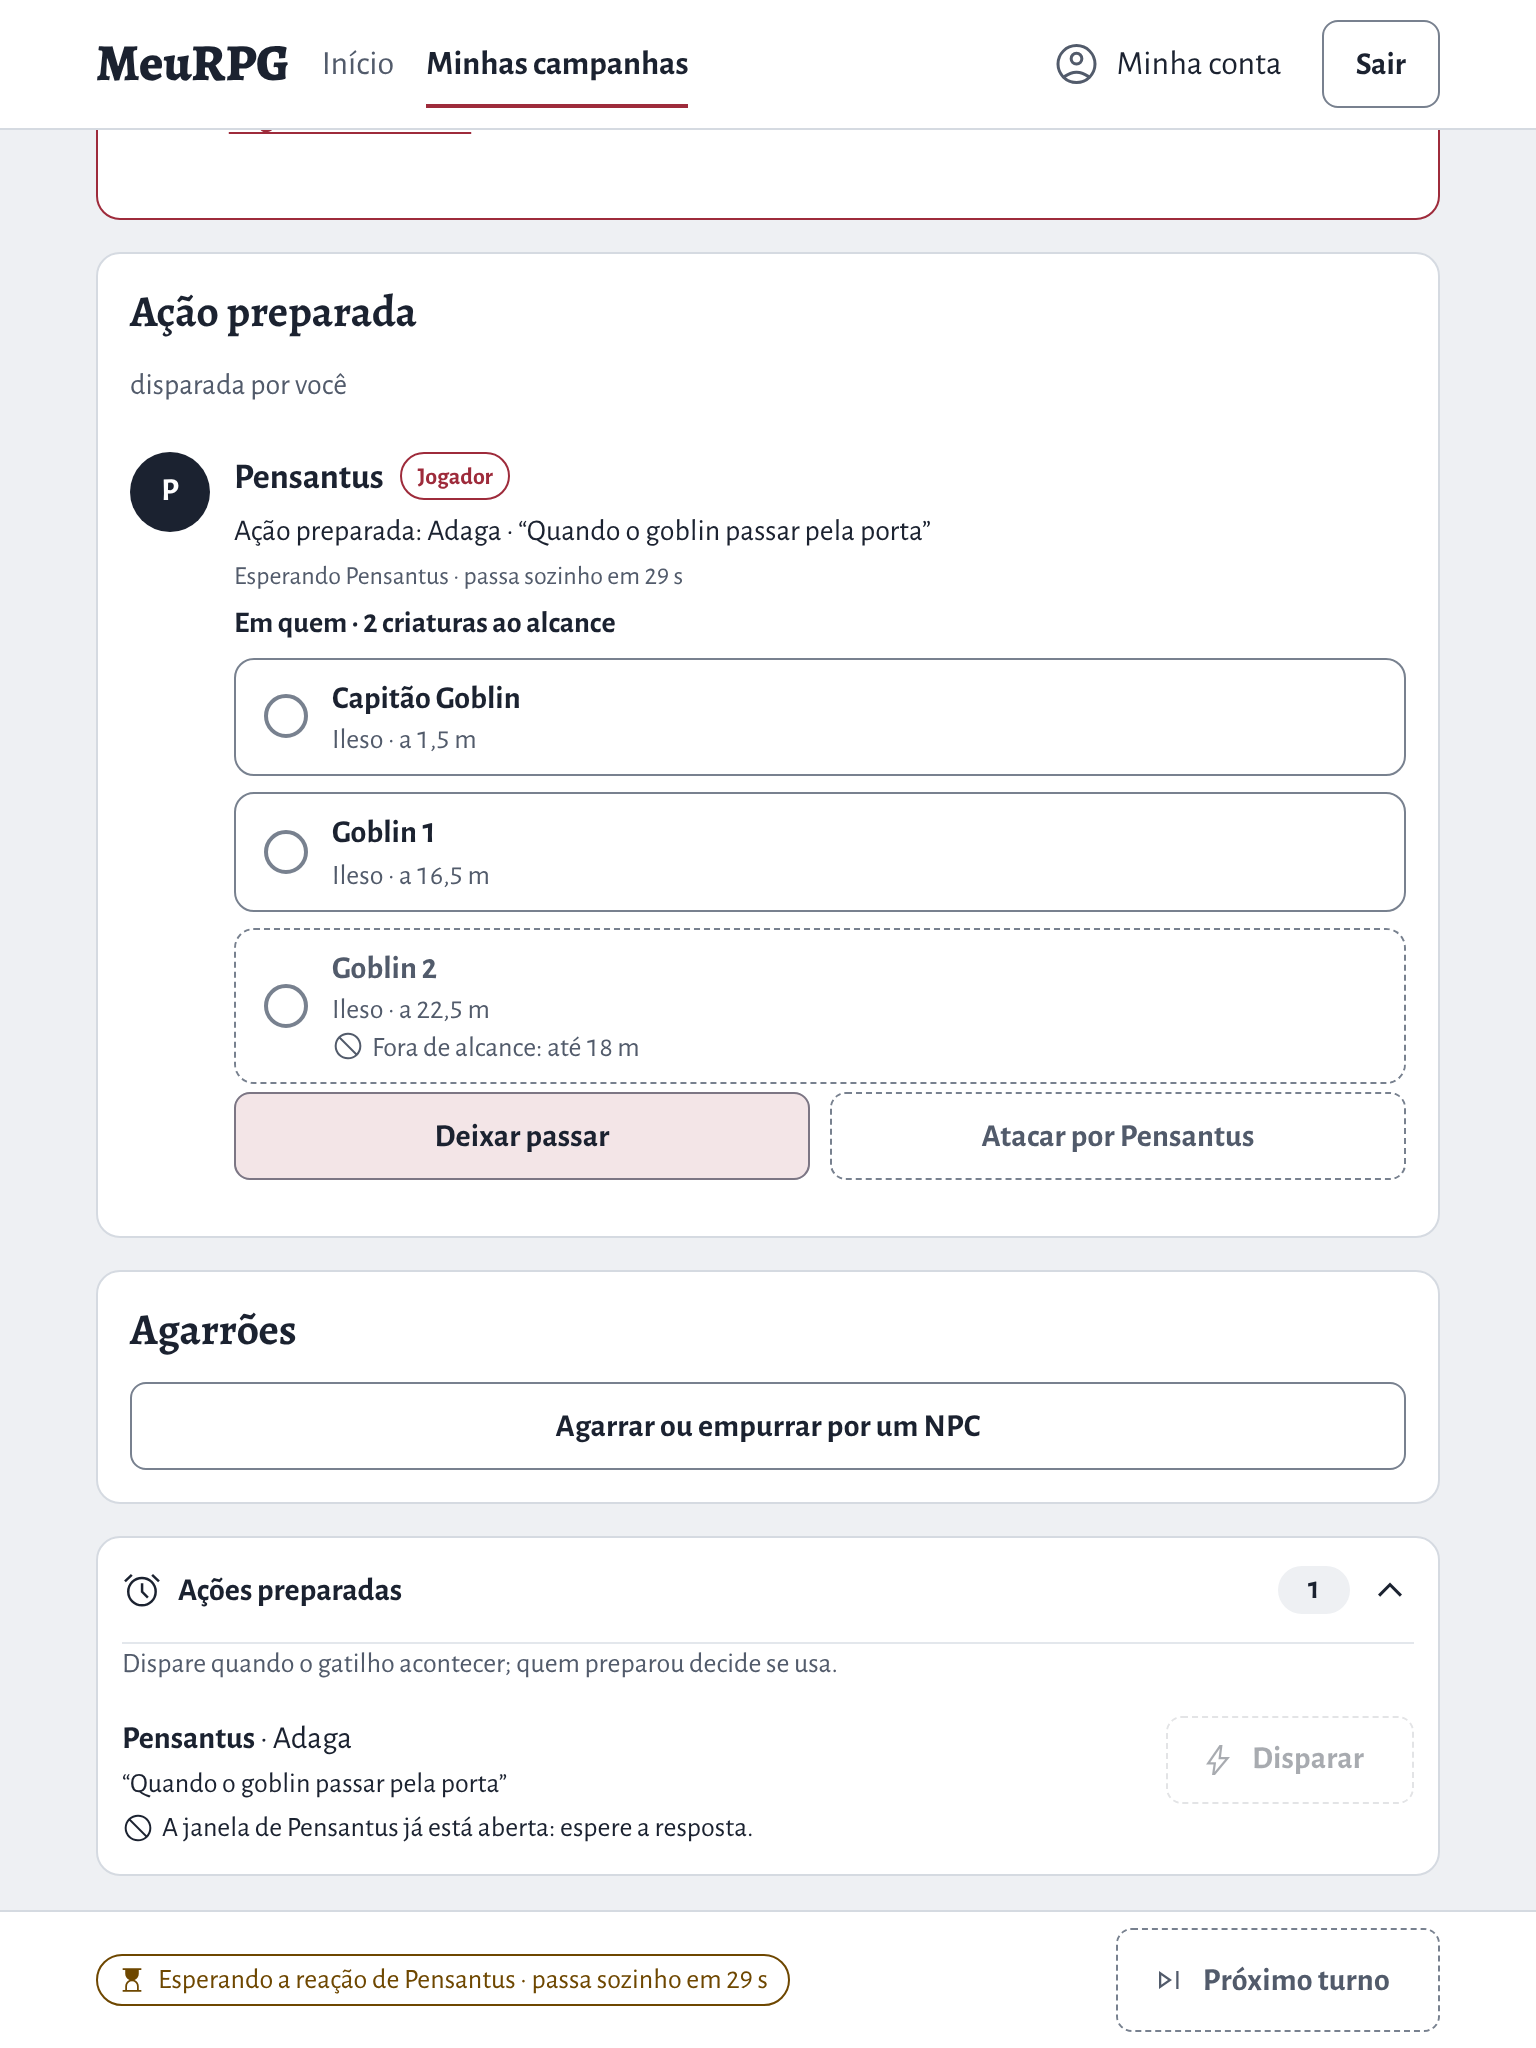 MeuRPG Início Minhas campanhas Minha conta Sair
Ação preparada
disparada por você
P Pensantus Jogador
Ação preparada: Adaga · “Quando o goblin passar pela porta”
Esperando Pensantus · passa sozinho em 29 s
Em quem · 2 criaturas ao alcance
Capitão Goblin
Ileso · a 1,5 m
Goblin 1
Ileso · a 16,5 m
Goblin 2
Ileso · a 22,5 m
Fora de alcance: até 18 m
Deixar passar Atacar por Pensantus
Agarrões
Agarrar ou empurrar por um NPC
Ações preparadas 1
Dispare quando o gatilho acontecer; quem preparou decide se usa.
Pensantus · Adaga
“Quando o goblin passar pela porta”
A janela de Pensantus já está aberta: espere a resposta.
Disparar
Esperando a reação de Pensantus · passa sozinho em 29 s
Próximo turno